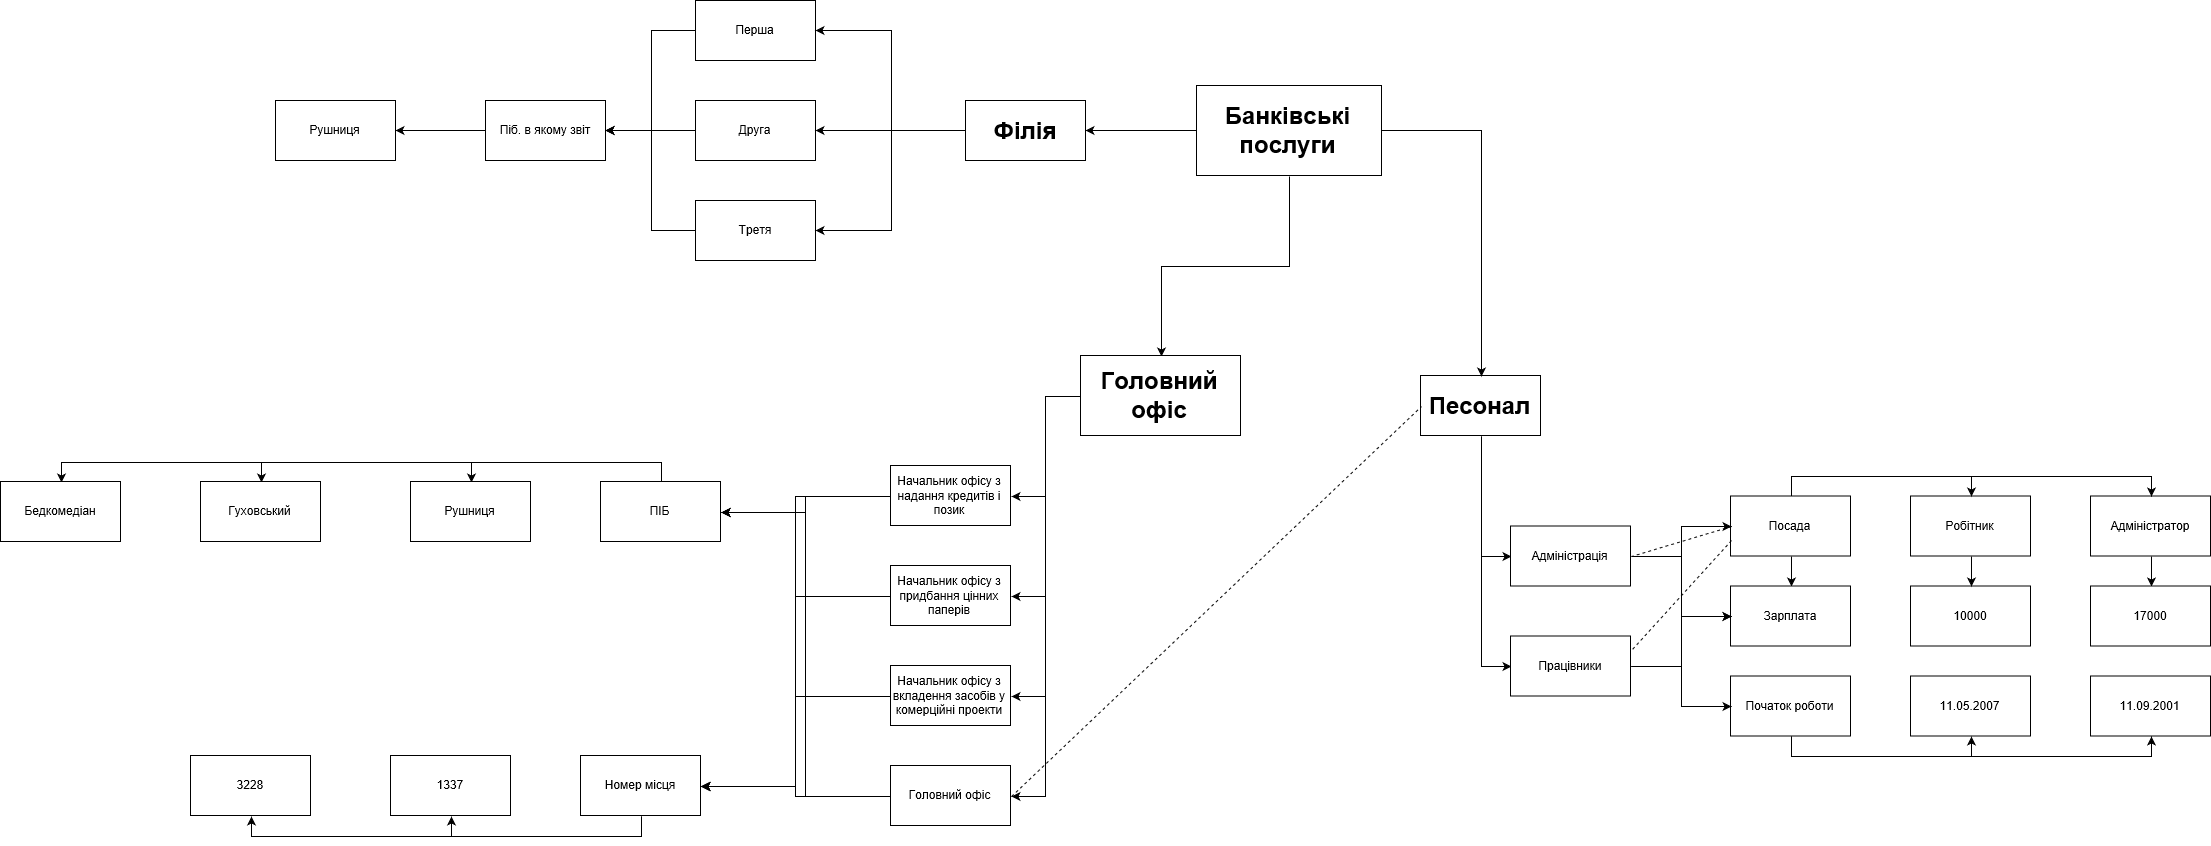 Перша
Рушниця
Піб. в якому звіт
Друга
Філія
Банківські
послуги
Третя
Головний
офіс
Песонал
Бедкомедіан
Гуховський
Рушниця
ПІБ
Начальник офісу з
надання кредитів і
позик
Начальник офісу з
придбання цінних
паперів
Начальник офісу з
вкладення засобів у
комерційні проекти
Головний офіс
3228
1337
Номер місця
Адміністрація
Працівники
Посада
Робітник
Адміністратор
Зарплата
10000
17000
Початок роботи
11.05.2007
11.09.2001